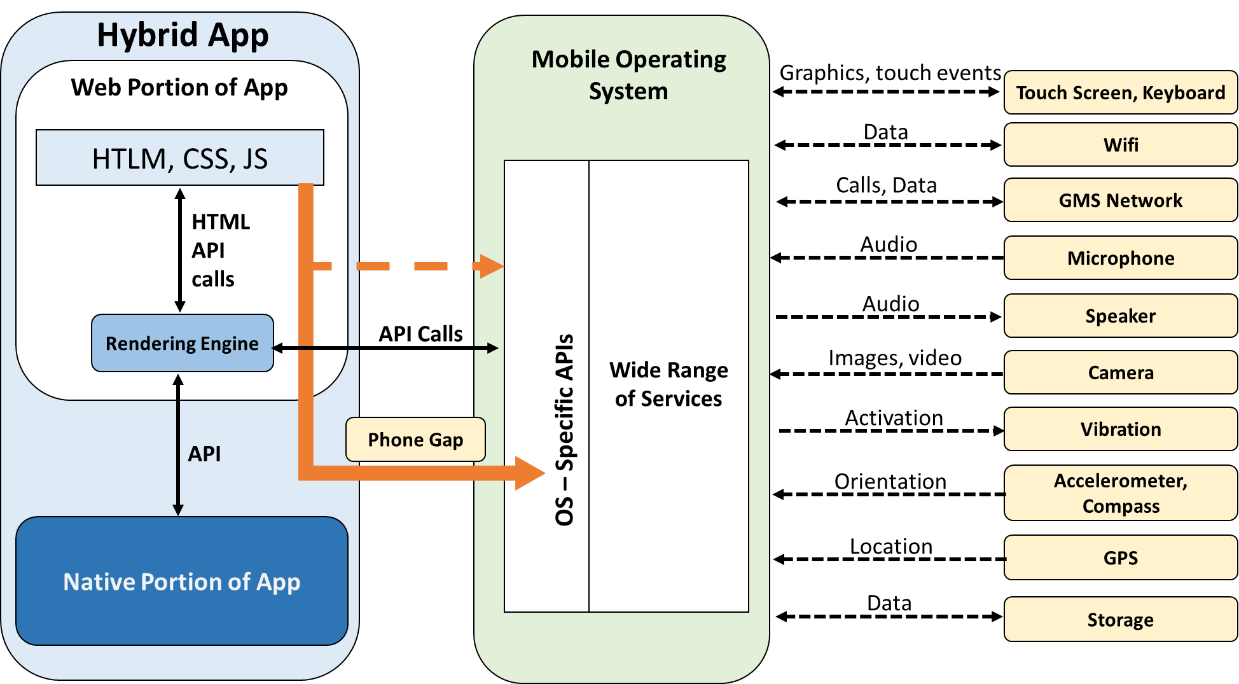 Hybrid App
Web Portion of App
HTLM, CSS, JS
HTML
API
calls
Rendering Engine
API Calls
Phone Gap
API
Native Portion of App
Mobile Operating
System
OS – Specific APIs
Wide Range
of Services
Graphics, touch events
Touch Screen, Keyboard
Data
Wifi
Calls, Data
GMS Network
Audio
Microphone
Audio
Speaker
Images, video
Camera
Activation
Vibration
Orientation
Accelerometer,
Compass
Location
GPS
Data
Storage